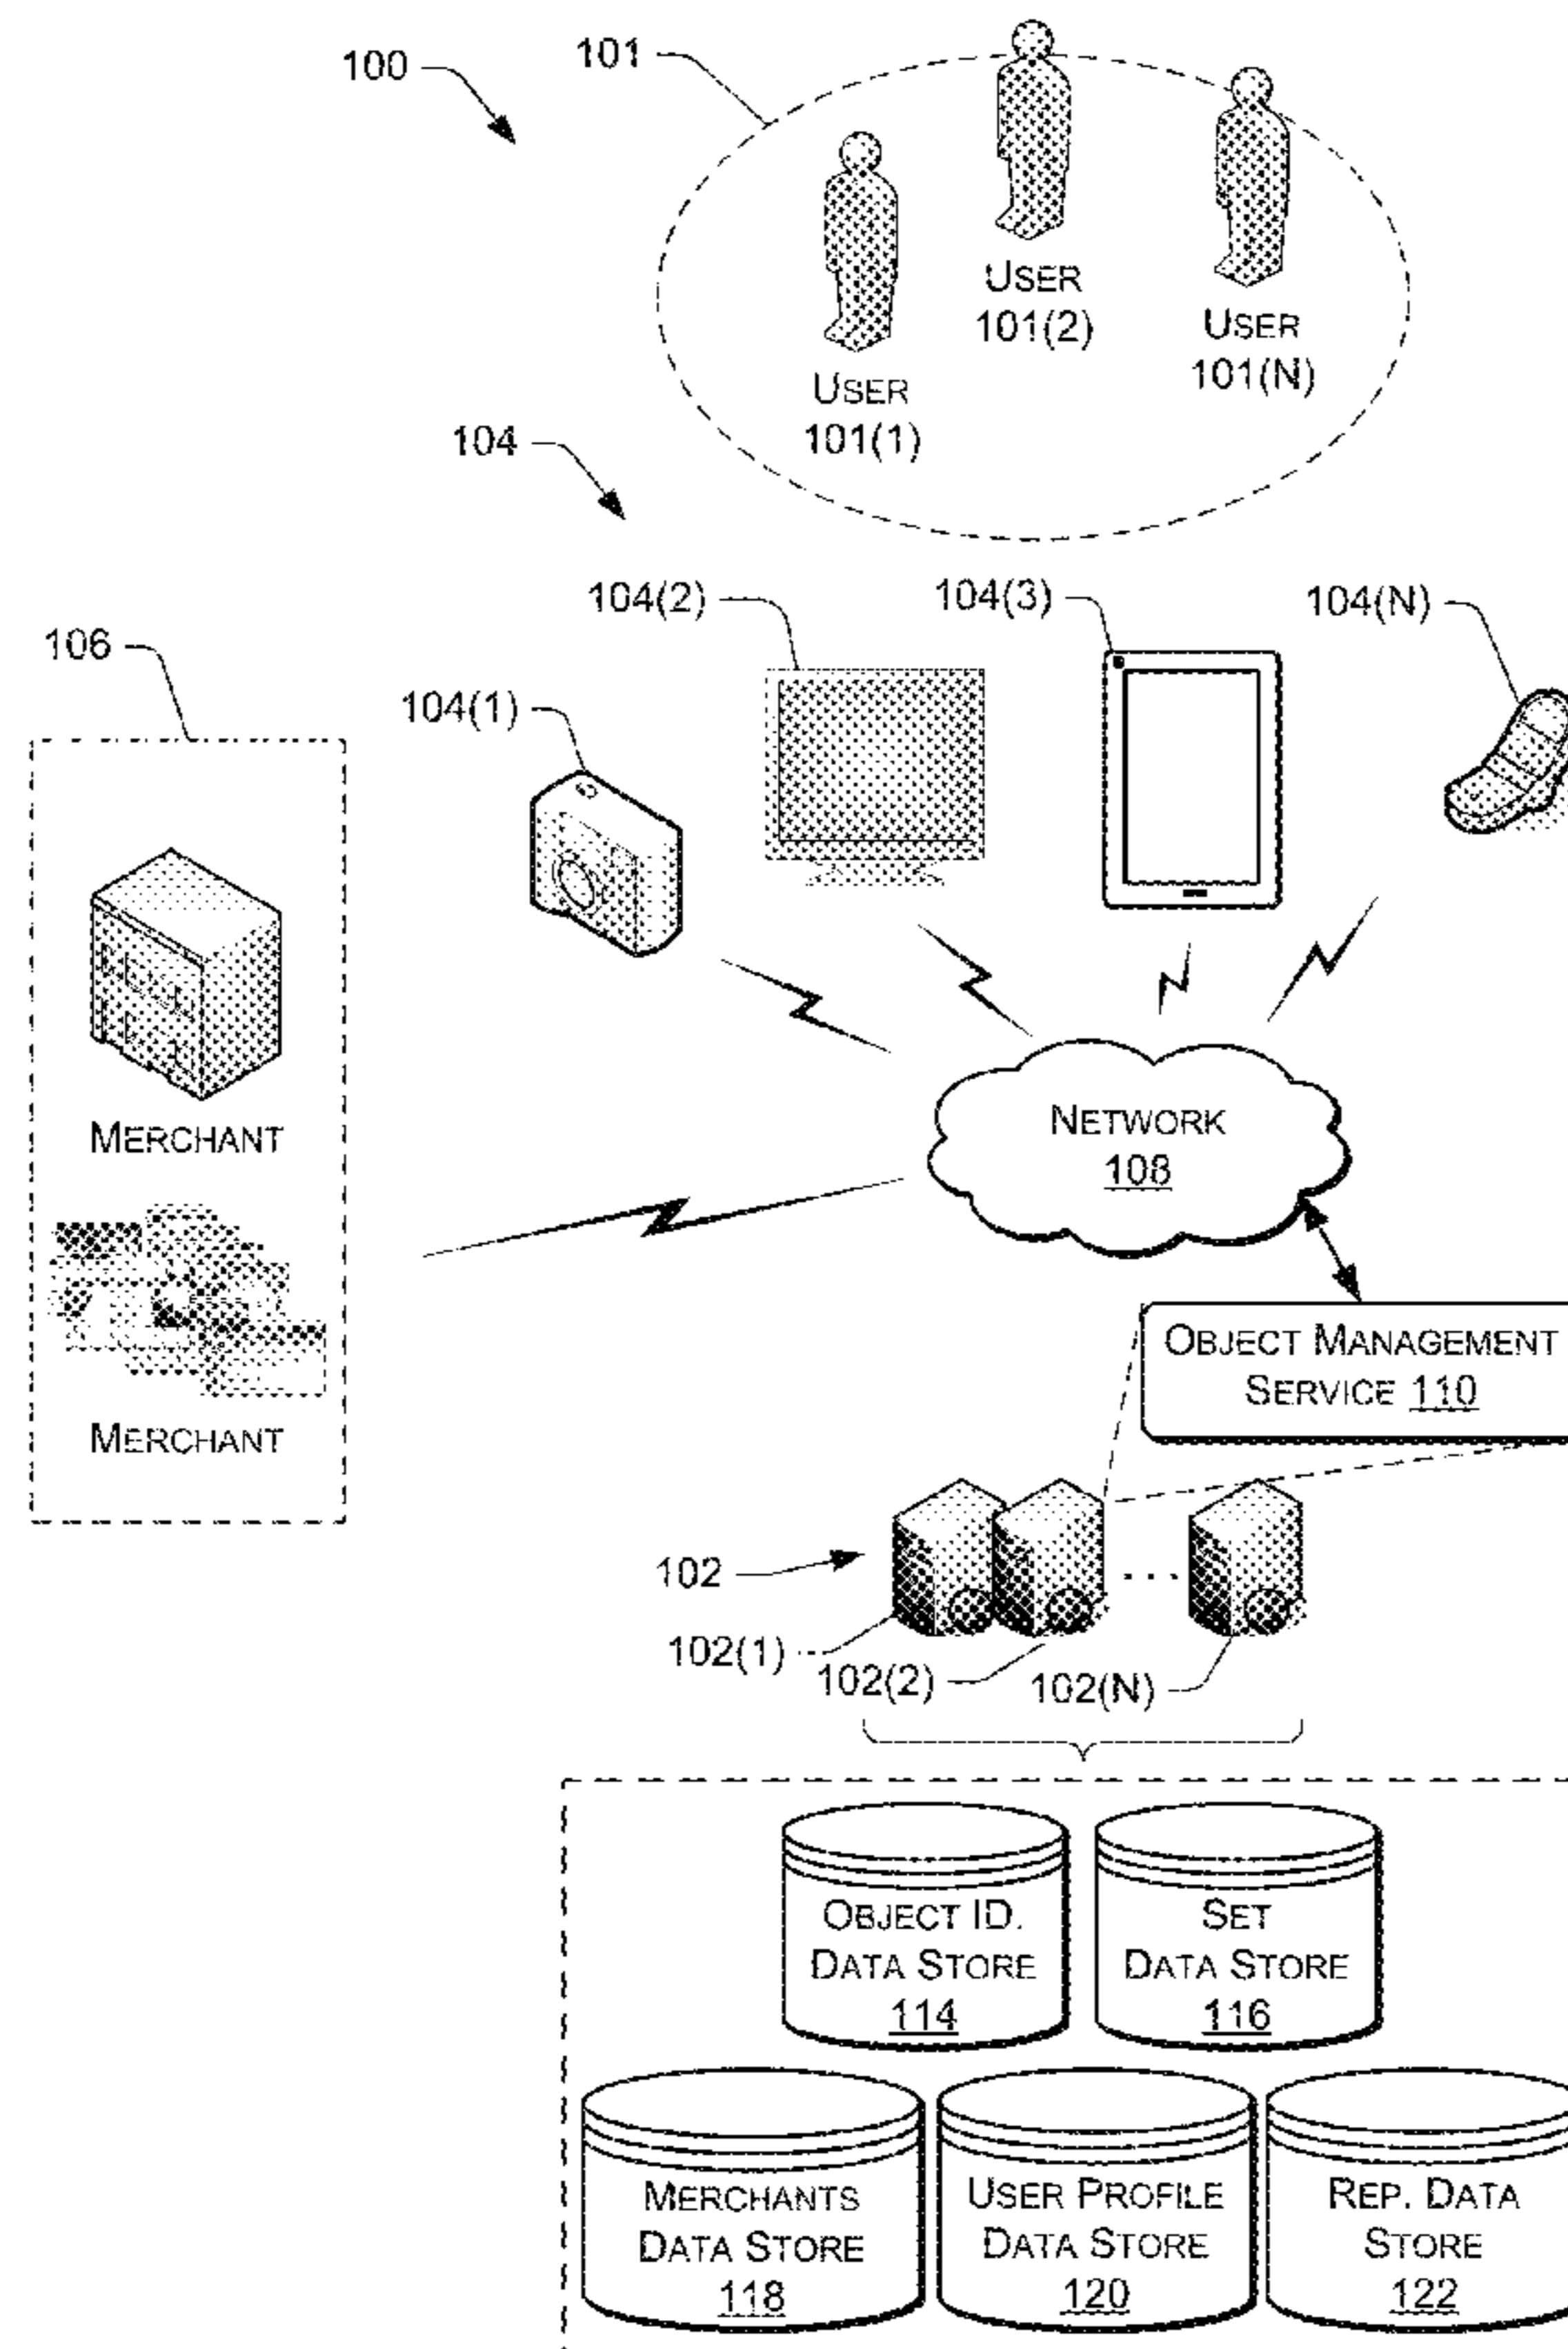 100
101
USER
101(1)
USER
101(2)
USER
101(N)
104
104(1)
104(2)
104(3)
104(N)
106
MERCHANT
MERCHANT
NETWORK
108
OBJECT MANAGEMENT
SERVICE 110
102
102(1)
102(2)
102(N)
OBJECT ID.
DATA STORE
114
SET
DATA STORE
116
MERCHANTS
DATA STORE
118
USER PROFILE
DATA STORE
120
REP. DATA
STORE
122